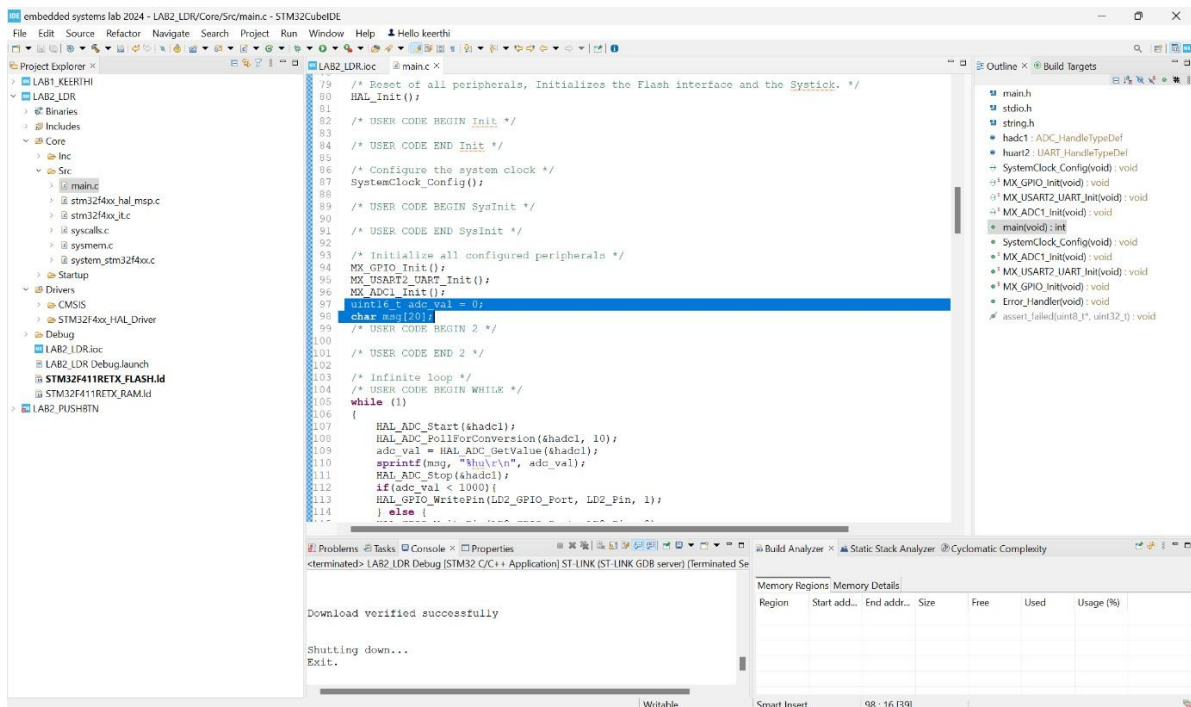 IDE embedded systems lab 2024 - LAB2_LDR/Core/Src/main.c - STM32CubeIDE
File Edit Source Refactor Navigate Search Project Run Window Help Hello keerthi
Project Explorer
LAB1_KEERTHI
LAB2_LDR
Binaries
Includes
Core
Inc
Src
main.c
stm32f4xx_hal_msp.c
stm32f4xx_it.c
syscalls.c
sysmem.c
system_stm32f4xx.c
Startup
Drivers
CMSIS
STM32F4xx_HAL_Driver
Debug
LAB2_LDR.ioc
LAB2_LDR Debug.launch
STM32F411RETX_FLASH.ld
STM32F411RETX_RAM.ld
LAB2_PUSHBTN
LAB2_LDR.ioc main.c
79 /* Reset of all peripherals, Initializes the Flash interface and the Systick. */
80 HAL_Init();
81
82 /* USER CODE BEGIN Init */
83
84 /* USER CODE END Init */
85
86 /* Configure the system clock */
87 SystemClock_Config();
88
89 /* USER CODE BEGIN SysInit */
90
91 /* USER CODE END SysInit */
92
93 /* Initialize all configured peripherals */
94 MX_GPIO_Init();
95 MX_USART2_UART_Init();
96 MX_ADC1_Init();
97 uint16_t adc_val = 0;
98 char msg[20];
99 /* USER CODE BEGIN 2 */
100
101 /* USER CODE END 2 */
102
103 /* Infinite loop */
104 /* USER CODE BEGIN WHILE */
105 while (1)
106 {
107 HAL_ADC_Start(&hadc1);
108 HAL_ADC_PollForConversion(&hadc1, 10);
109 adc_val = HAL_ADC_GetValue(&hadc1);
110 sprintf(msg, "%hu\r\n", adc_val);
111 HAL_ADC_Stop(&hadc1);
112 if(adc_val < 1000){
113 HAL_GPIO_WritePin(LD2_GPIO_Port, LD2_Pin, 1);
114 } else {
Outline Build Targets
main.h
stdio.h
string.h
hadc1 : ADC_HandleTypeDef
huart2 : UART_HandleTypeDef
SystemClock_Config(void) : void
MX_GPIO_Init(void) : void
MX_USART2_UART_Init(void) : void
MX_ADC1_Init(void) : void
main(void) : int
SystemClock_Config(void) : void
MX_ADC1_Init(void) : void
MX_USART2_UART_Init(void) : void
MX_GPIO_Init(void) : void
Error_Handler(void) : void
assert_failed(uint8_t*, uint32_t) : void
Problems Tasks Console Properties
<terminated> LAB2_LDR Debug [STM32 C/C++ Application] ST-LINK (ST-LINK GDB server) (Terminated Se
Download verified successfully
Shutting down...
Exit.
Build Analyzer Static Stack Analyzer Cyclomatic Complexity
Memory Regions Memory Details
Region Start add... End addr... Size Free Used Usage (%)
Writable Smart Insert 98 : 16 [39]